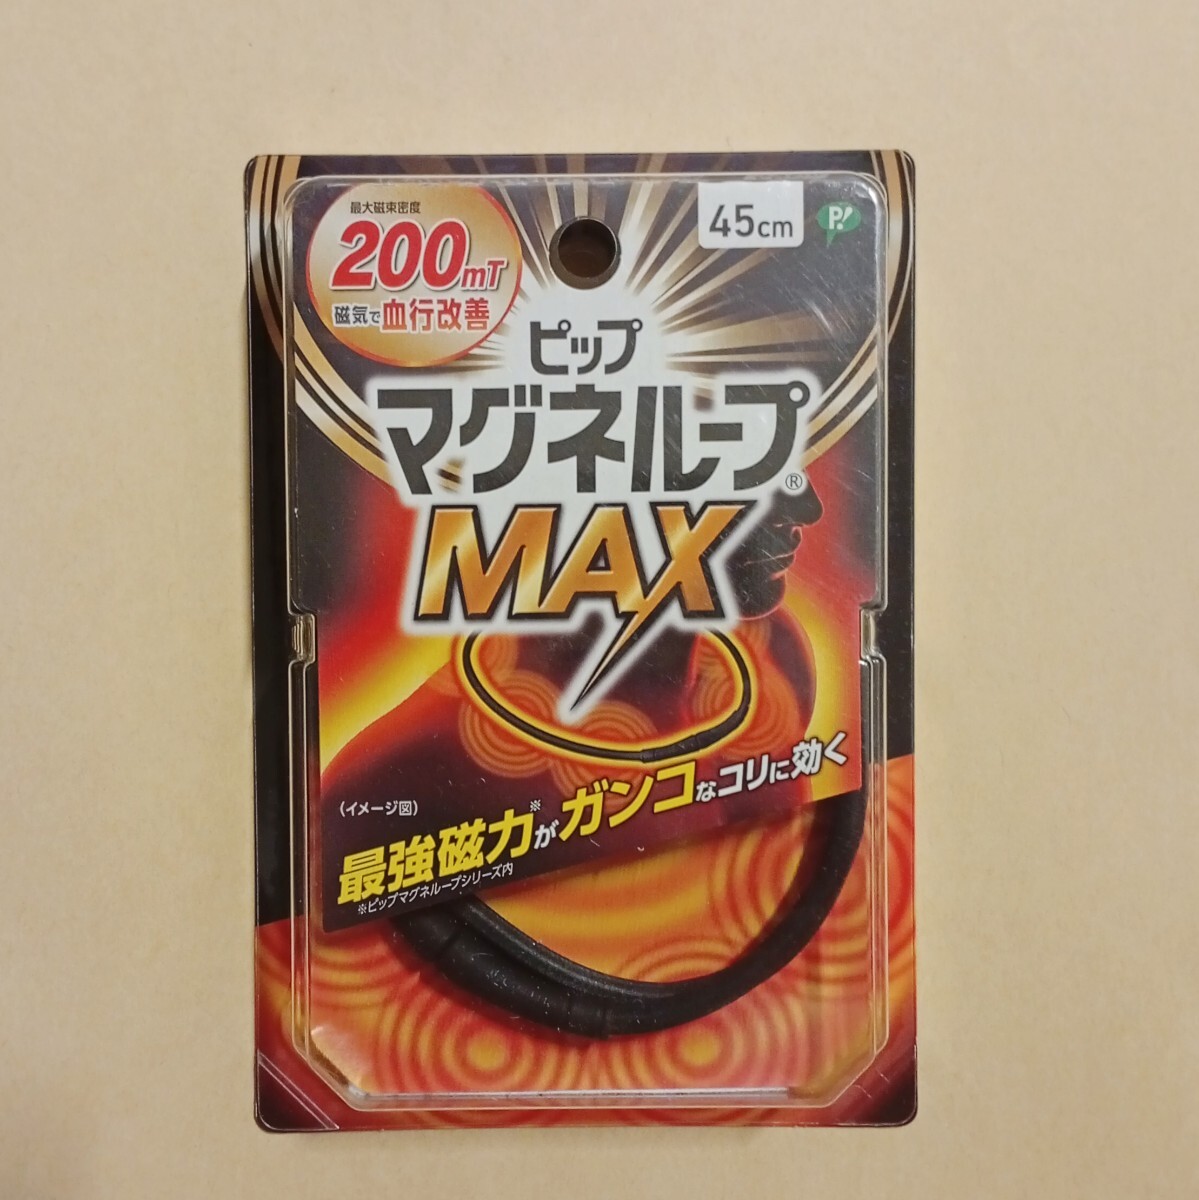 最大磁束密度
200mT
磁気で血行改善
45cm
P!
ピップ
マグネループ®
MAX
(イメージ図)
最強磁力※がガンコなコリに効く
※ピップマグネループシリーズ内